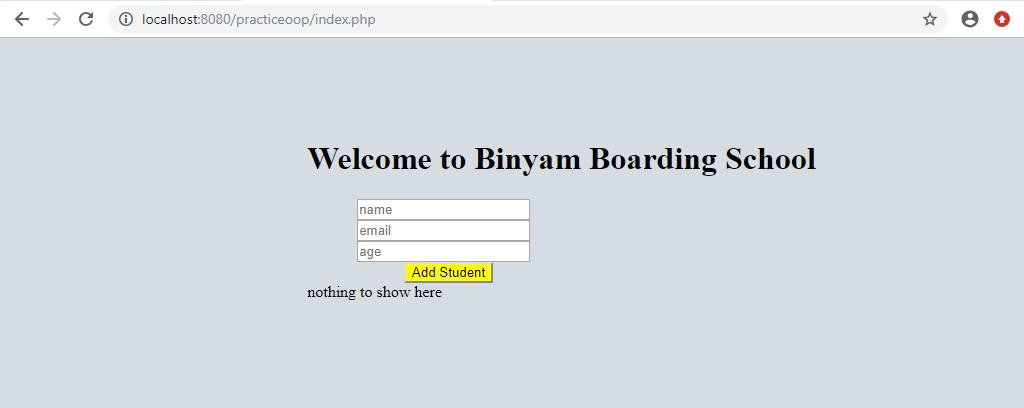 localhost:8080/practiceoop/index.php
Welcome to Binyam Boarding School
name
email
age
Add Student
nothing to show here